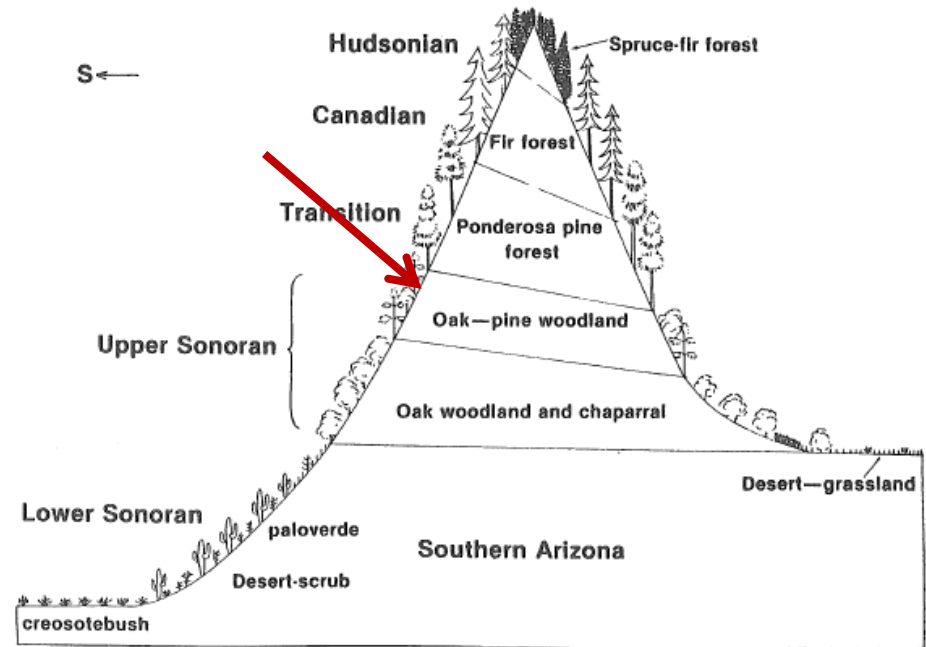 Hudsonian
Spruce-fir forest
S
Canadian
Fir forest
Transition
Ponderosa pine
forest
Oak—pine woodland
Upper Sonoran
Oak woodland and chaparral
Desert—grassland
Lower Sonoran
paloverde
Southern Arizona
Desert-scrub
creosotebush